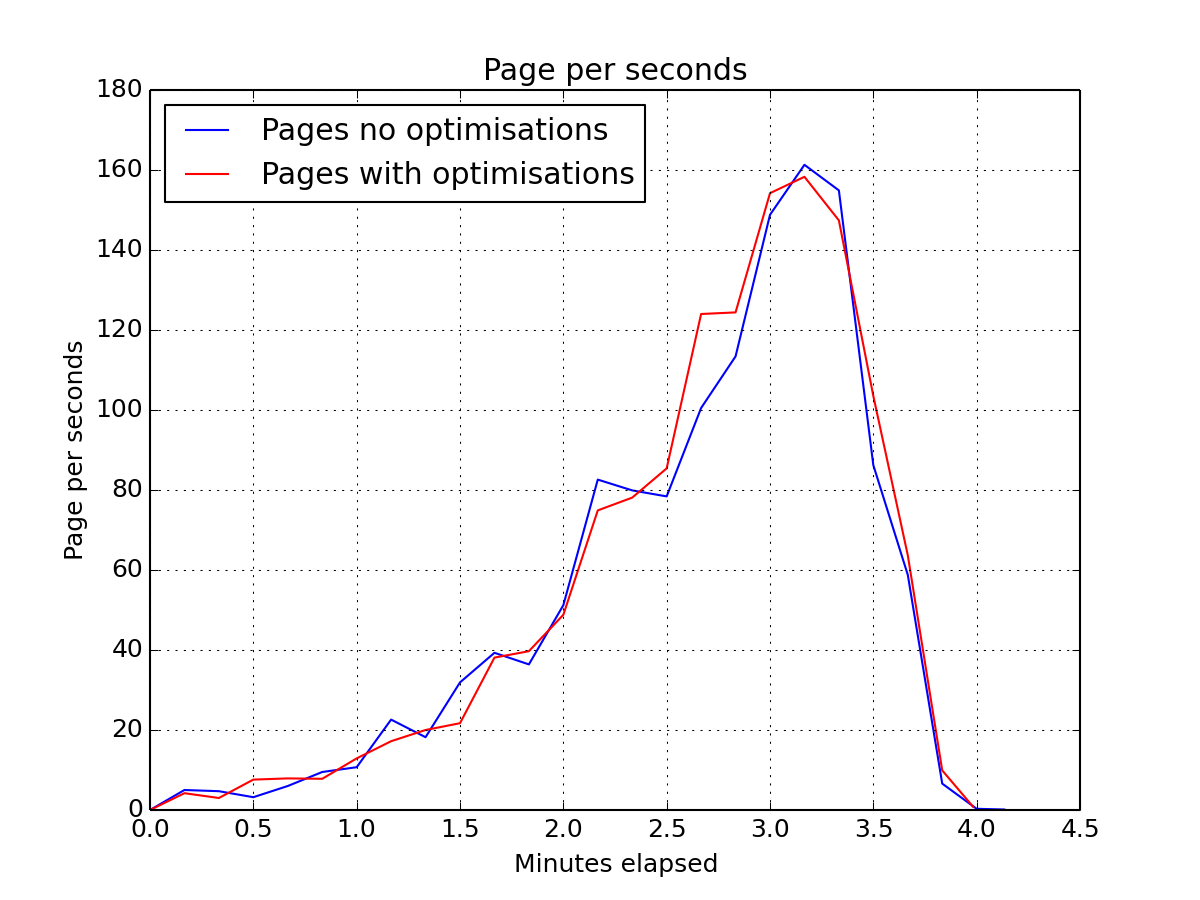 Page per seconds
180
Pages no optimisations
160
Pages with optimisations
140
120
100
80
60
40
20
0
Page per seconds
0.0 0.5 1.0 1.5 2.0 2.5 3.0 3.5 4.0 4.5
Minutes elapsed